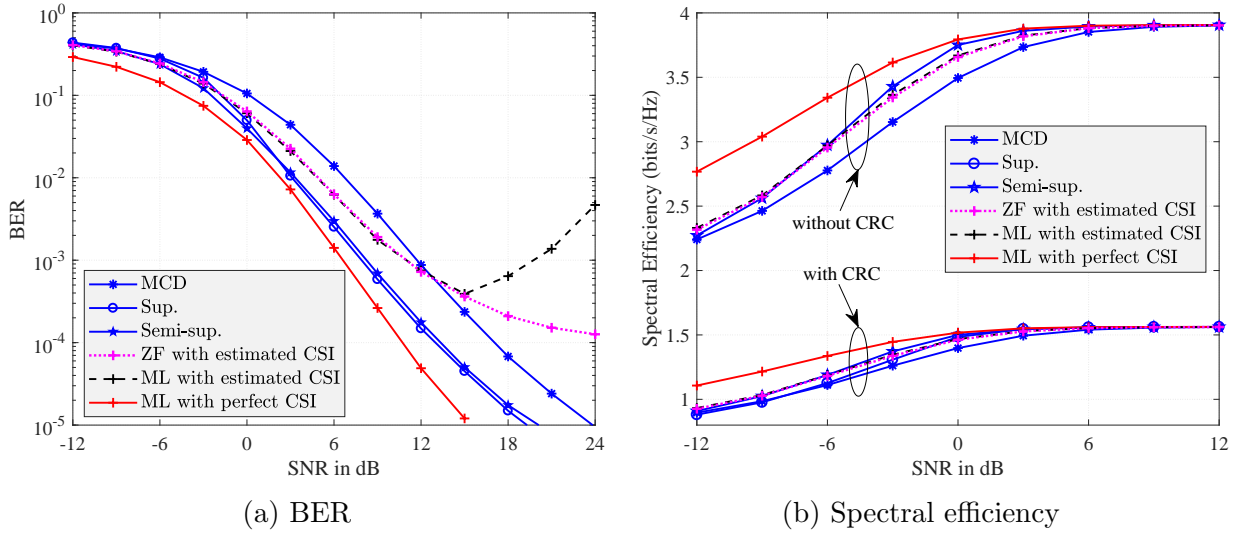 10^0
10^-1
10^-2
10^-3
10^-4
10^-5
BER
MCD
Sup.
Semi-sup.
ZF with estimated CSI
ML with estimated CSI
ML with perfect CSI
-12 -6 0 6 12 18 24
SNR in dB
(a) BER
4
3.5
3
2.5
2
1.5
1
Spectral Efficiency (bits/s/Hz)
MCD
Sup.
Semi-sup.
ZF with estimated CSI
ML with estimated CSI
ML with perfect CSI
without CRC
with CRC
-12 -6 0 6 12
SNR in dB
(b) Spectral efficiency